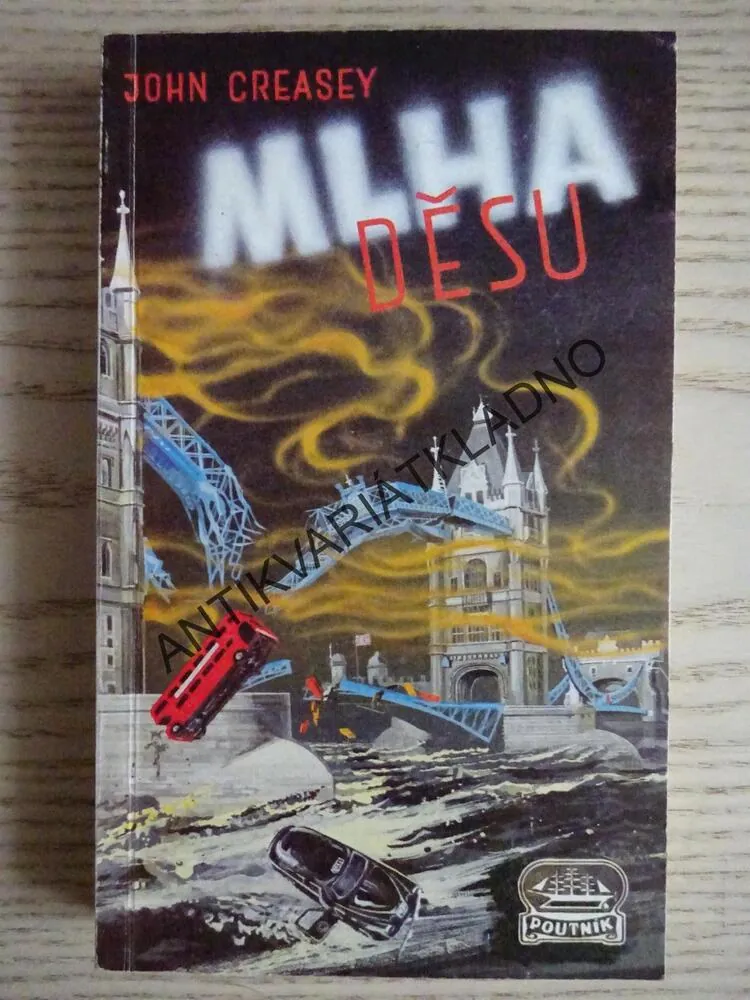 JOHN CREASEY
MLHA
DĚSU
ANTIKVARIÁTKLADNO
POUTNÍK